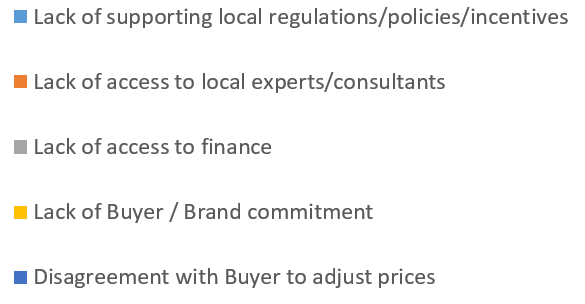 Lack of supporting local regulations/policies/incentives
Lack of access to local experts/consultants
Lack of access to finance
Lack of Buyer / Brand commitment
Disagreement with Buyer to adjust prices